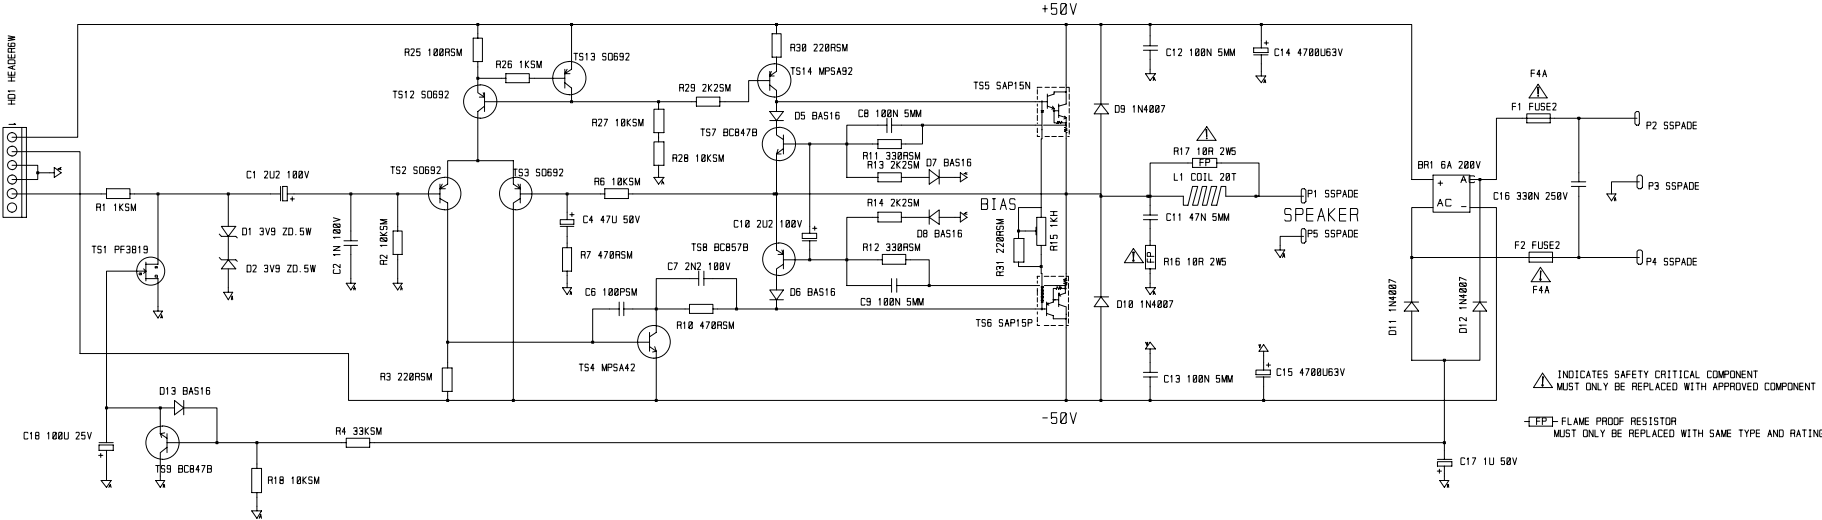 +50V
HD1 HEADER6W
1
R25 100RSM
TS13 SO692
R30 220RSM
R26 1KSM
TS14 MPSA92
C12 100N 5MM
C14 4700U63V
F4A
F1 FUSE2
TS12 SO692
R29 2K2SM
TS5 SAP15N
D5 BAS16
C8 100N 5MM
D9 1N4007
P2 SSPADE
R27 10KSM
TS7 BC847B
R28 10KSM
R11 330RSM
R13 2K2SM
D7 BAS16
R17 10R 2W5
FP
BR1 6A 200V
C1 2U2 100V
TS2 SO692
TS3 SO692
R6 10KSM
L1 COIL 20T
+ AC
AC -
C16 330N 250V
P1 SSPADE
P3 SSPADE
R1 1KSM
BIAS
R14 2K2SM
SPEAKER
C4 47U 50V
C10 2U2 100V
D8 BAS16
C11 47N 5MM
P5 SSPADE
D1 3V9 ZD.5W
C2 1N 100V
R2 10KSM
R31 220RSM
R15 1KH
TS1 PF3819
R7 470RSM
TS8 BC857B
R12 330RSM
FP
R16 10R 2W5
F2 FUSE2
P4 SSPADE
D2 3V9 ZD.5W
C7 2N2 100V
F4A
C6 100PSM
D6 BAS16
C9 100N 5MM
D10 1N4007
D11 1N4007
D12 1N4007
R10 470RSM
TS6 SAP15P
TS4 MPSA42
R3 220RSM
C13 100N 5MM
C15 4700U63V
INDICATES SAFETY CRITICAL COMPONENT
MUST ONLY BE REPLACED WITH APPROVED COMPONENT
D13 BAS16
-50V
FP FLAME PROOF RESISTOR
MUST ONLY BE REPLACED WITH SAME TYPE AND RATING
C18 100U 25V
R4 33KSM
TS9 BC847B
R18 10KSM
C17 1U 50V